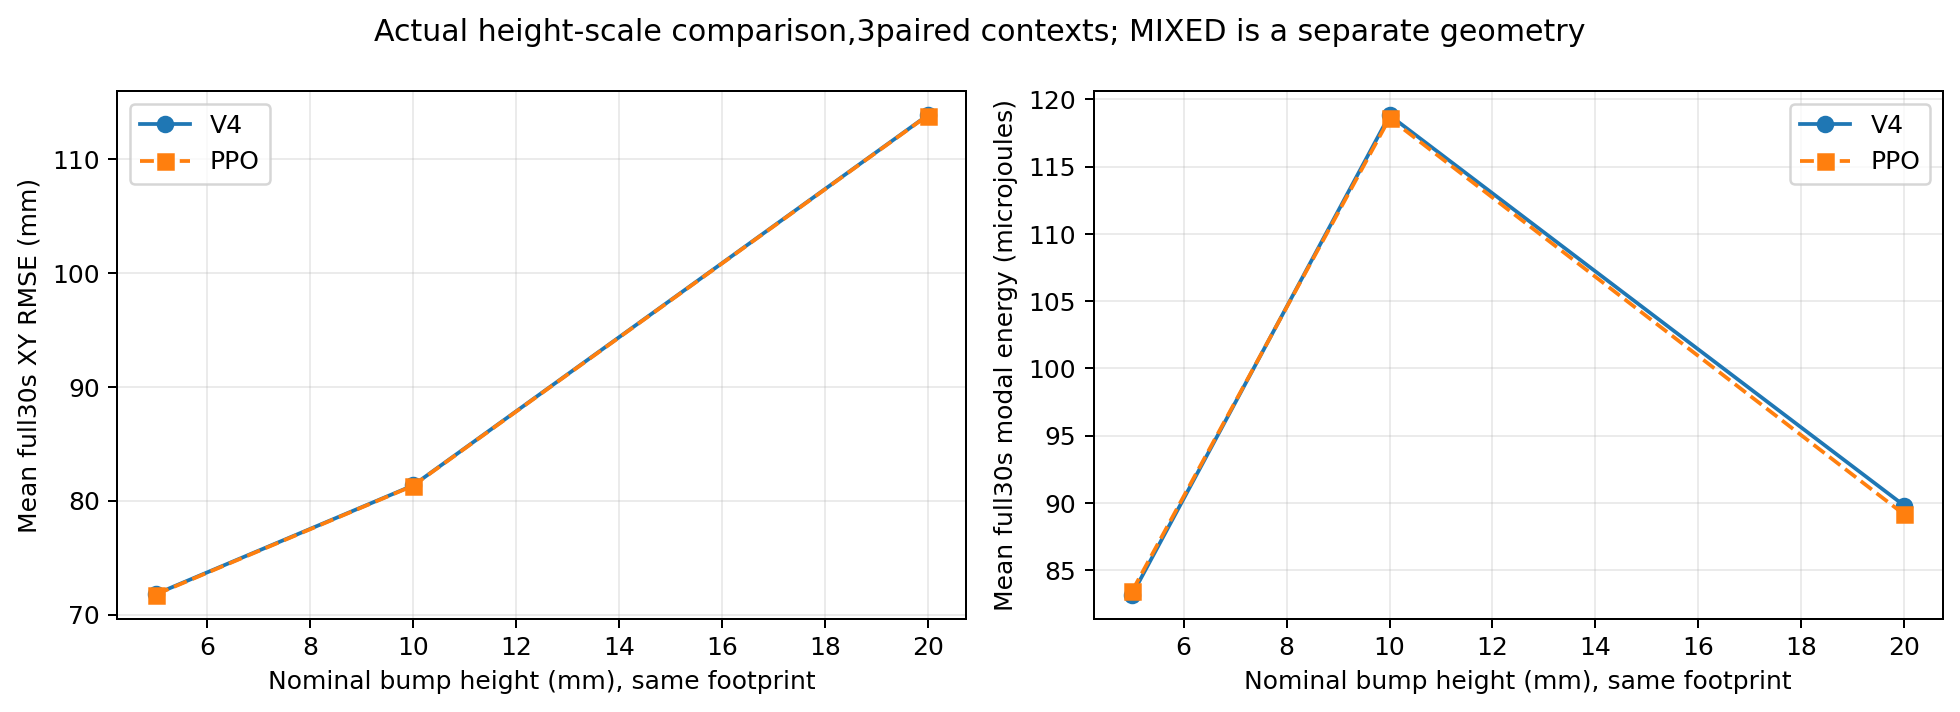 Actual height-scale comparison,3paired contexts; MIXED is a separate geometry
Mean full30s XY RMSE (mm)
110
100
90
80
70
V4
PPO
6 8 10 12 14 16 18 20
Nominal bump height (mm), same footprint
Mean full30s modal energy (microjoules)
120
115
110
105
100
95
90
85
V4
PPO
6 8 10 12 14 16 18 20
Nominal bump height (mm), same footprint